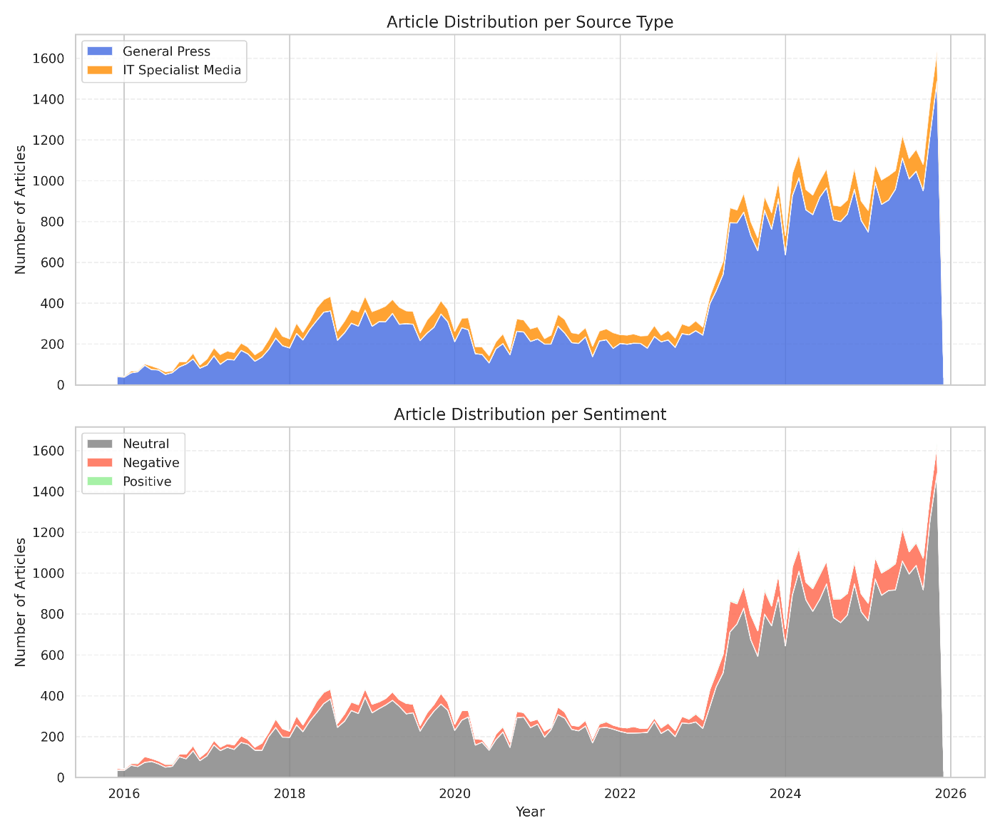 Article Distribution per Source Type
General Press
IT Specialist Media
1600
1400
1200
1000
800
600
400
200
0
Number of Articles
Article Distribution per Sentiment
Neutral
Negative
Positive
1600
1400
1200
1000
800
600
400
200
0
Number of Articles
2016 2018 2020 2022 2024 2026
Year